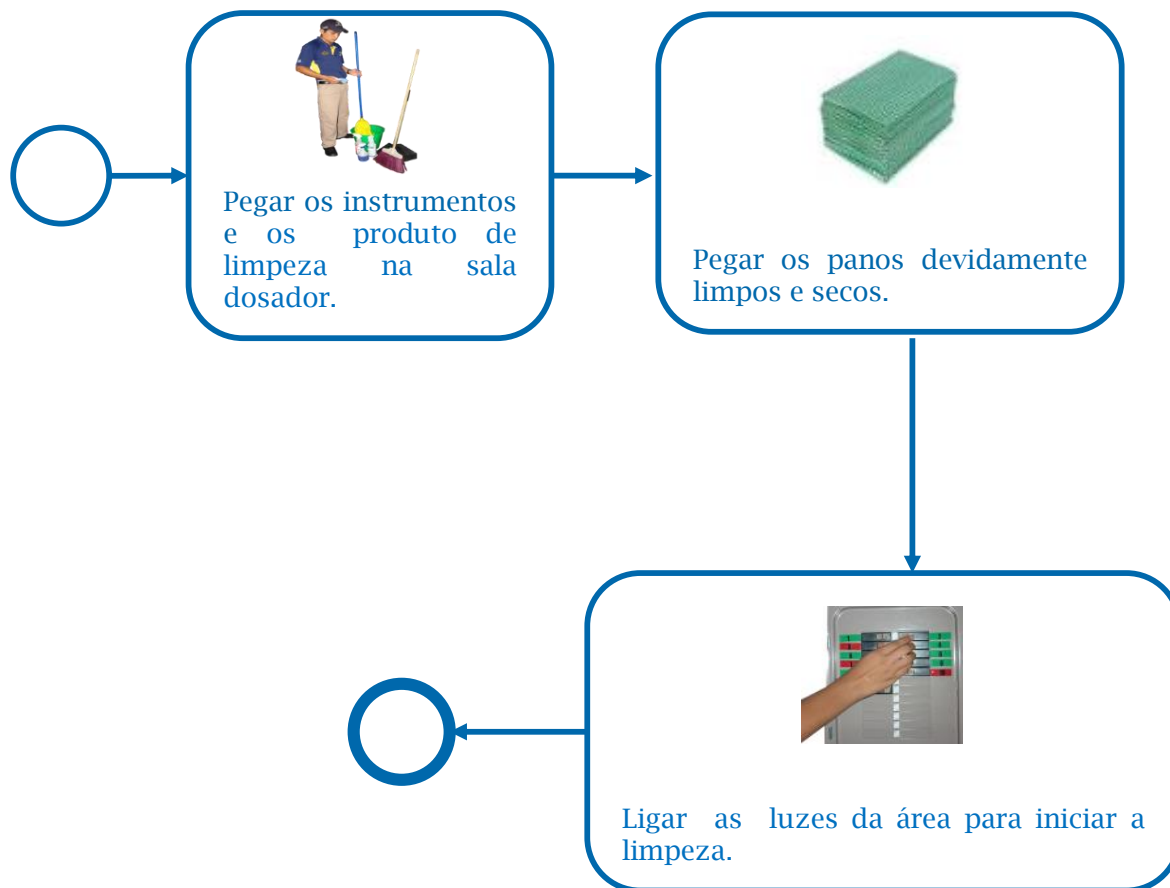 Pegar os instrumentos
e os produto de
limpeza na sala
dosador.
Pegar os panos devidamente
limpos e secos.
Ligar as luzes da área para iniciar a
limpeza.